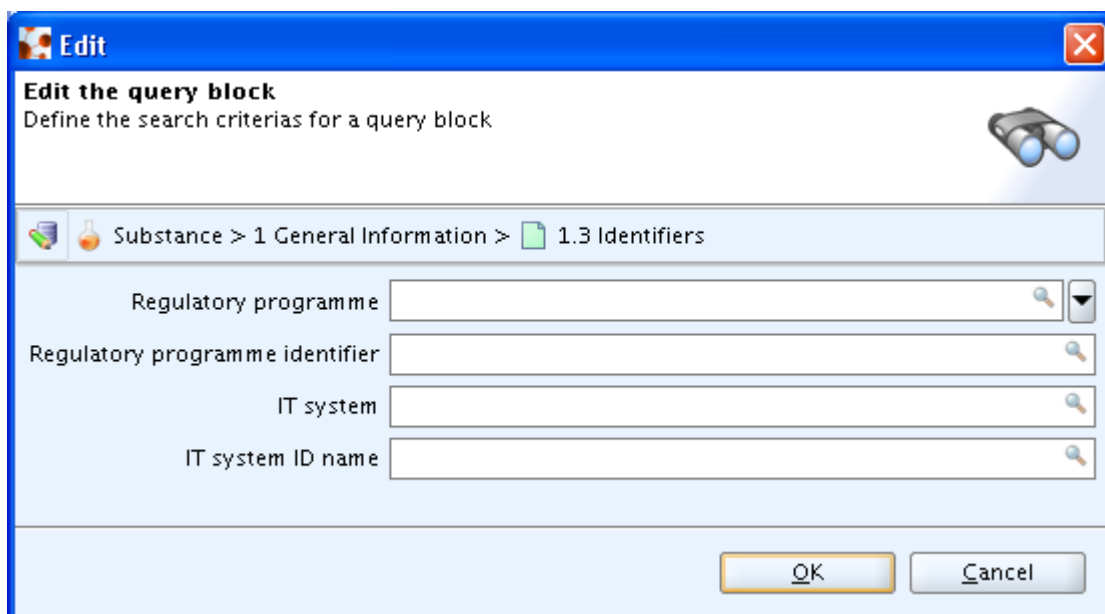 Edit
Edit the query block
Define the search criterias for a query block
Substance > 1 General Information > 1.3 Identifiers
Regulatory programme
Regulatory programme identifier
IT system
IT system ID name
OK Cancel